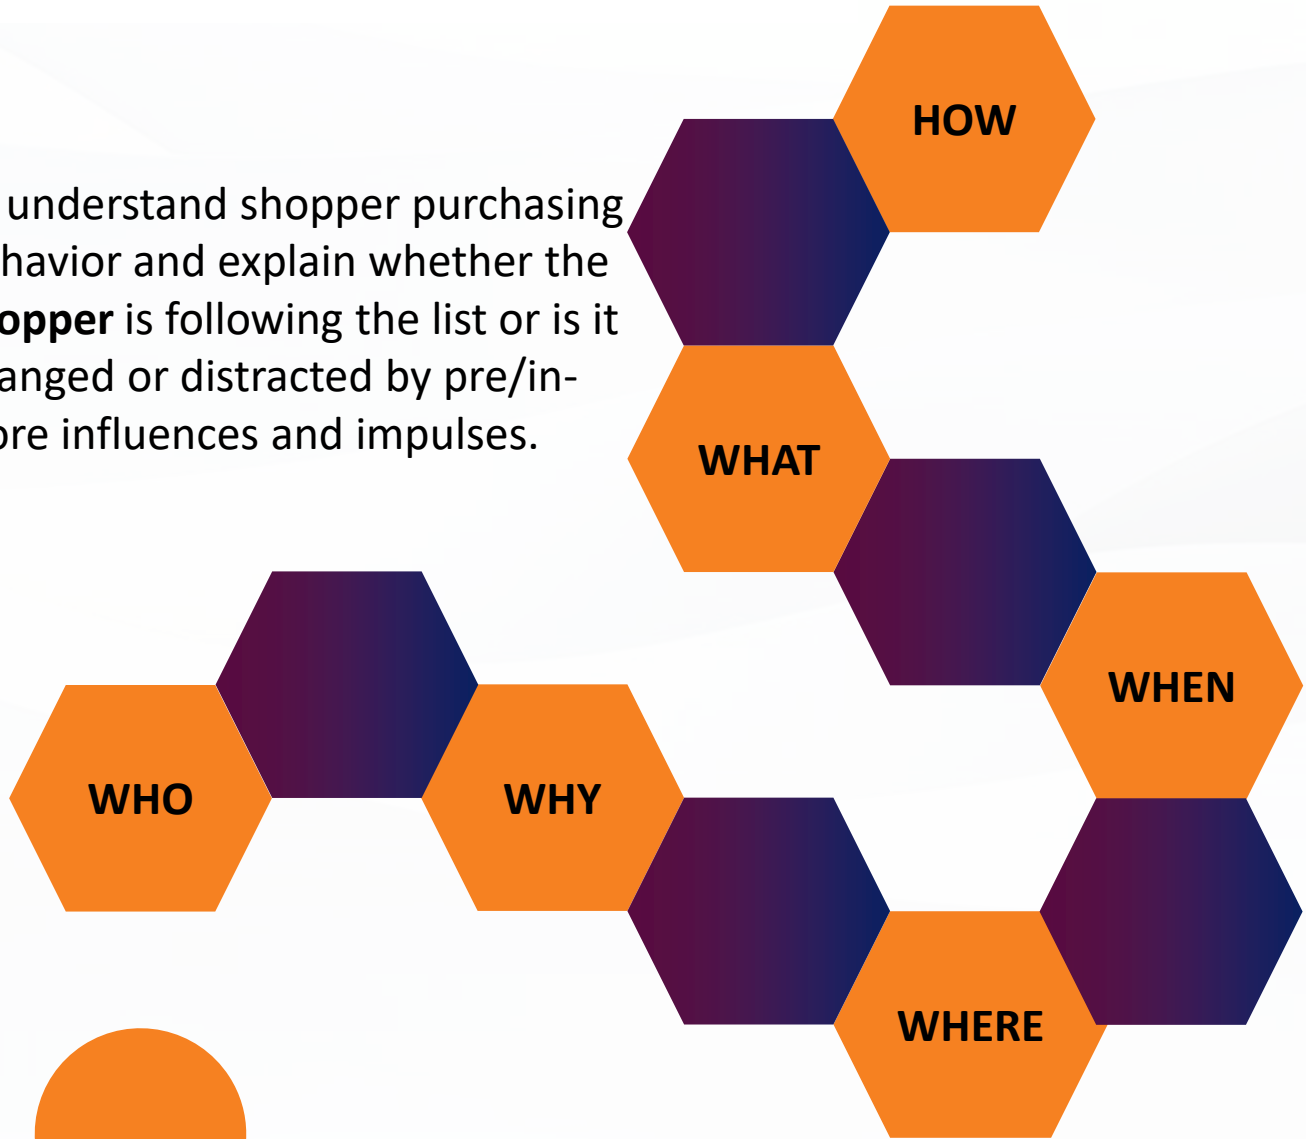 understand shopper purchasing
havior and explain whether the
opper is following the list or is it
anged or distracted by pre/in-
ore influences and impulses.
HOW
WHAT
WHEN
WHO
WHY
WHERE